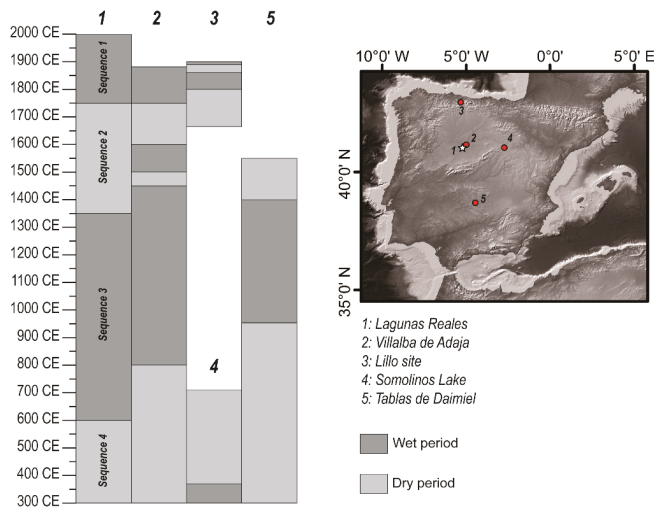 1 2 3 5
2000 CE
1900 CE
1800 CE
1700 CE
1600 CE
1500 CE
1400 CE
1300 CE
1200 CE
1100 CE
1000 CE
900 CE
800 CE
700 CE
600 CE
500 CE
400 CE
300 CE
Sequence 1
Sequence 2
Sequence 3
Sequence 4
4
10°0' W 5°0' W 0°0' 5°0' E
40°0' N
35°0' N
3
1 2 4
5
1: Lagunas Reales
2: Villalba de Adaja
3: Lillo site
4: Somolinos Lake
5: Tablas de Daimiel
Wet period
Dry period